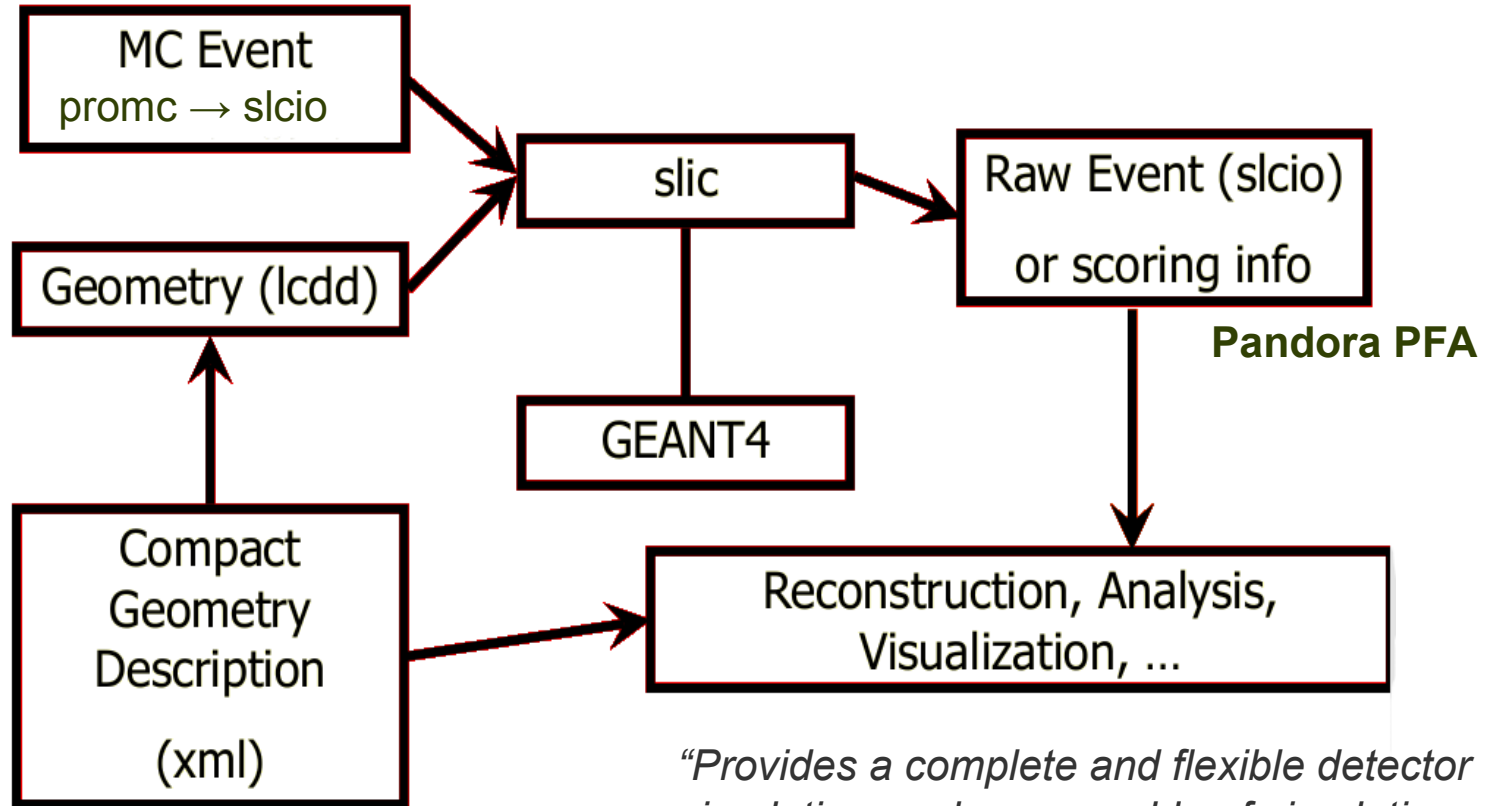 MC Event
promc → slcio
slic
Raw Event (slcio)
or scoring info
Geometry (lcdd)
Pandora PFA
GEANT4
Compact
Geometry
Description
(xml)
Reconstruction, Analysis,
Visualization, ...
“Provides a complete and flexible detector